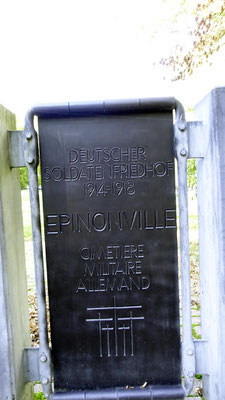 DEUTSCHER
SOLDATENFRIEDHOF
1914-1918
EPINONVILLE
CIMETIERE
MILITAIRE
ALLEMAND